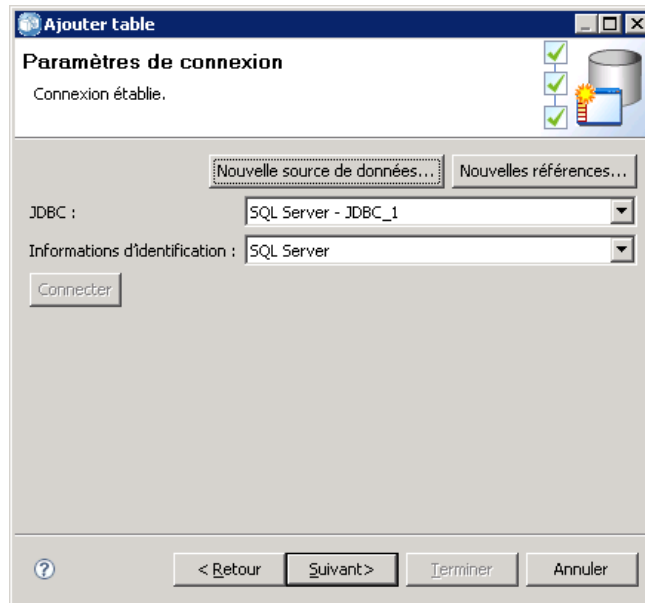 Ajouter table
Paramètres de connexion
Connexion établie.
Nouvelle source de données... Nouvelles références...
JDBC : SQL Server - JDBC_1
Informations d'identification : SQL Server
Connecter
? < Retour Suivant> Terminer Annuler